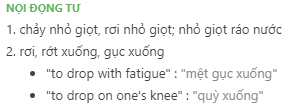 NỘI ĐỘNG TỪ
1. chảy nhỏ giọt, rơi nhỏ giọt; nhỏ giọt ráo nước
2. rơi, rớt xuống, gục xuống
• "to drop with fatigue" : "mệt gục xuống"
• "to drop on one's knee" : "quỳ xuống"